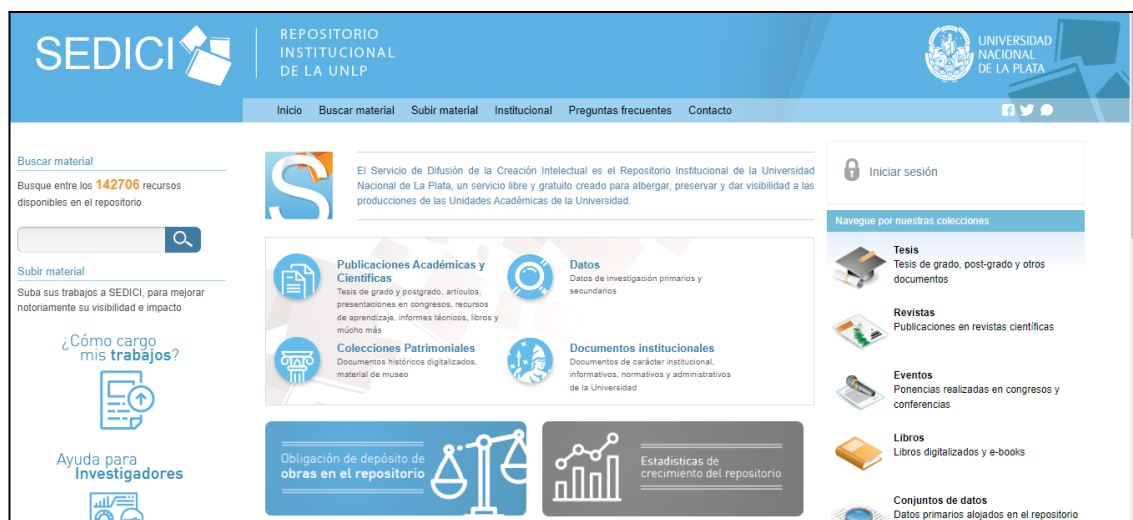 SEDICI
REPOSITORIO
INSTITUCIONAL
DE LA UNLP
UNIVERSIDAD
NACIONAL
DE LA PLATA
Inicio Buscar material Subir material Institucional Preguntas frecuentes Contacto
Buscar material
Busque entre los 142706 recursos
disponibles en el repositorio
Subir material
Suba sus trabajos a SEDICI, para mejorar
notoriamente su visibilidad e impacto
¿Cómo cargo
mis trabajos?
Ayuda para
Investigadores
El Servicio de Difusión de la Creación Intelectual es el Repositorio Institucional de la Universidad
Nacional de La Plata, un servicio libre y gratuito creado para albergar, preservar y dar visibilidad a las
producciones de las Unidades Académicas de la Universidad.
Publicaciones Académicas y
Científicas
Tesis de grado y postgrado, artículos,
presentaciones en congresos, recursos
de aprendizaje, informes técnicos, libros y
múcho más
Datos
Datos de investigación primarios y
secundarios
Colecciones Patrimoniales
Documentos históricos digitalizados,
material de museo
Documentos institucionales
Documentos de carácter institucional,
informativos, normativos y administrativos
de la Universidad
Obligación de depósito de
obras en el repositorio
Estadísticas de
crecimiento del repositorio
Iniciar sesión
Navegue por nuestras colecciones
Tesis
Tesis de grado, post-grado y otros
documentos
Revistas
Publicaciones en revistas científicas
Eventos
Ponencias realizadas en congresos y
conferencias
Libros
Libros digitalizados y e-books
Conjuntos de datos
Datos primarios alojados en el repositorio